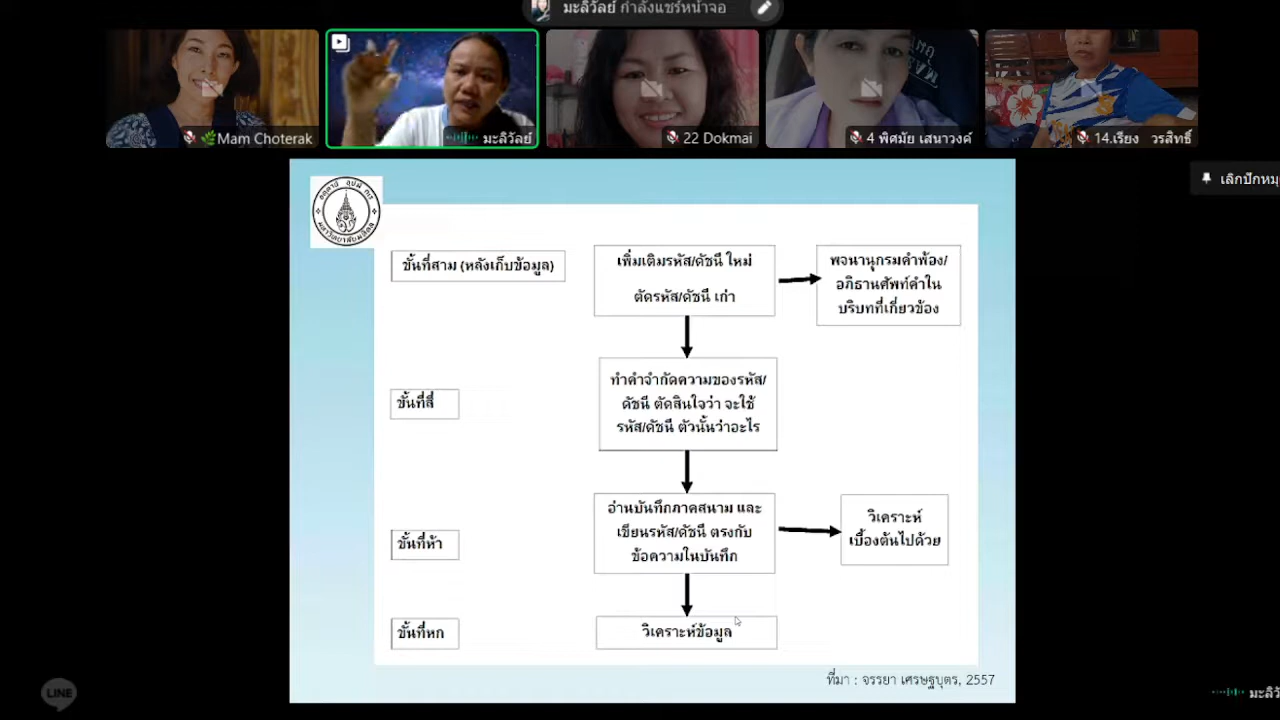 มะลิวัลย์ กำลังแชร์หน้าจอ
Mam Choterak
มะลิวัลย์
22 Dokmai
4 พิศมัย เสนาวงค์
14.เรียง วรสิทธิ์
เลิกปักหมุ
ขั้นที่สาม (หลังเก็บข้อมูล)
เพิ่มเติมรหัส/ดัชนี ใหม่
ตัดรหัส/ดัชนี เก่า
พจนานุกรมคำพ้อง/
อภิธานศัพท์คำใน
บริบทที่เกี่ยวข้อง
ขั้นที่สี่
ทำคำจำกัดความของรหัส/
ดัชนี ตัดสินใจว่า จะใช้
รหัส/ดัชนี ตัวนั้นว่าอะไร
ขั้นที่ห้า
อ่านบันทึกภาคสนาม และ
เขียนรหัส/ดัชนี ตรงกับ
ข้อความในบันทึก
วิเคราะห์
เบื้องต้นไปด้วย
ขั้นที่หก
วิเคราะห์ข้อมูล
ที่มา : จรรยา เศรษฐบุตร, 2557
LINE
มะลิวั